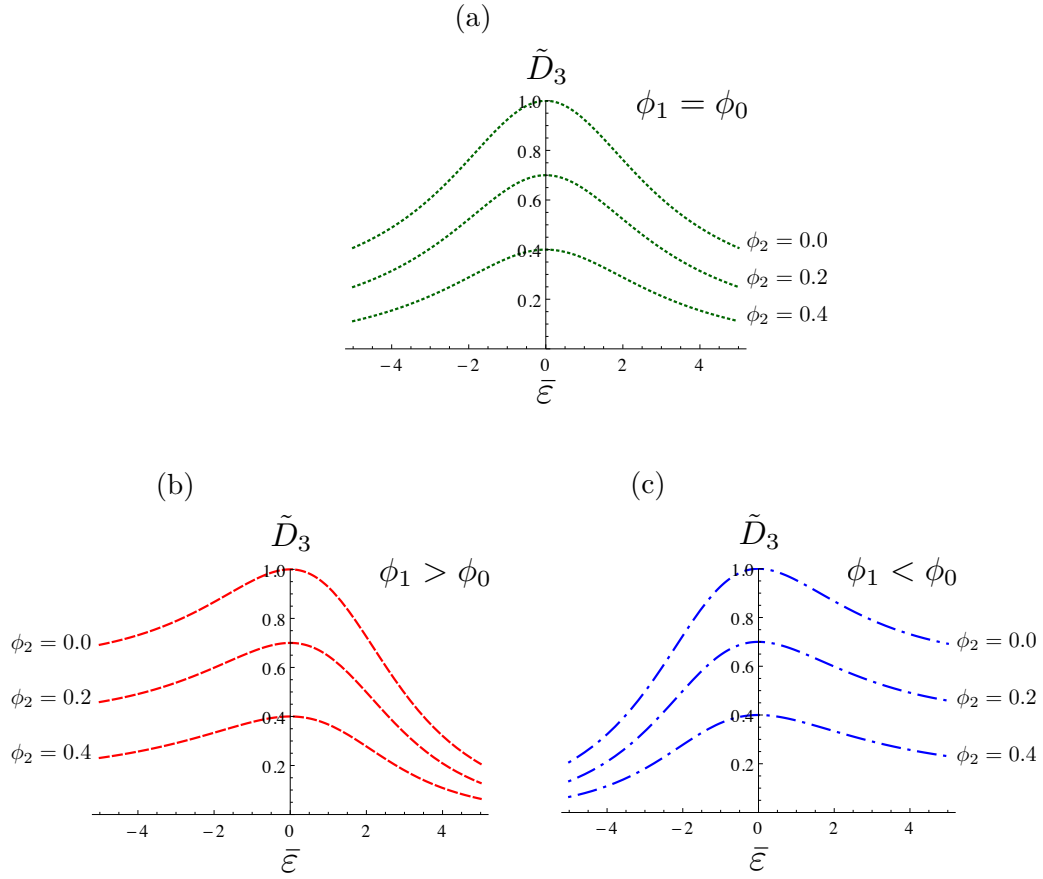 (a)
D̃₃
ϕ₁ = ϕ₀
1.0
0.8
0.6
0.4
0.2
ϕ₂ = 0.0
ϕ₂ = 0.2
ϕ₂ = 0.4
−4 −2 0 2 4
ε̄
(b)
D̃₃
ϕ₁ > ϕ₀
1.0
0.8
0.6
0.4
0.2
ϕ₂ = 0.0
ϕ₂ = 0.2
ϕ₂ = 0.4
−4 −2 0 2 4
ε̄
(c)
D̃₃
ϕ₁ < ϕ₀
1.0
0.8
0.6
0.4
0.2
ϕ₂ = 0.0
ϕ₂ = 0.2
ϕ₂ = 0.4
−4 −2 0 2 4
ε̄